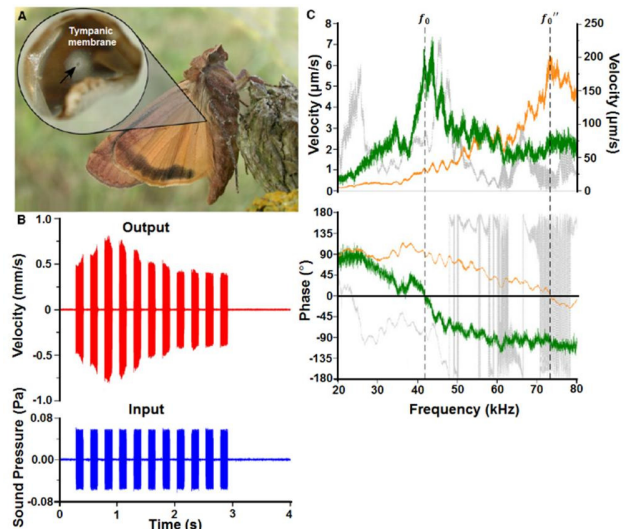 A
Tympanic
membrane
B
Output
Velocity (mm/s)
1.0
0.5
0
-0.5
-1.0
Input
Sound Pressure (Pa)
0.08
0.00
-0.08
0
1
2
3
4
Time (s)
C
f₀
f₀″
Velocity (μm/s)
8
7
6
5
4
3
2
1
0
250
200
150
100
50
0
Velocity (μm/s)
Phase (°)
180
135
90
45
0
-45
-90
-135
-180
20
30
40
50
60
70
80
Frequency (kHz)